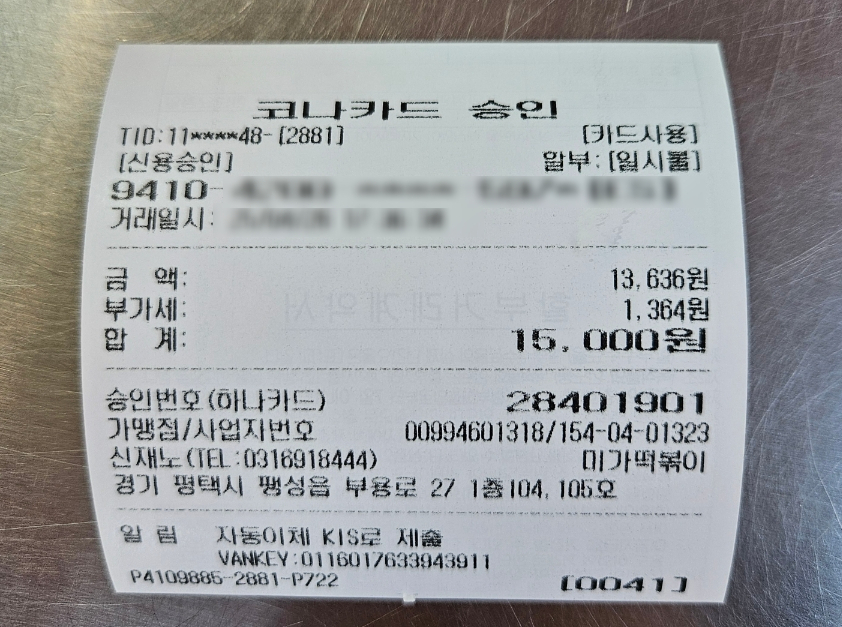 코나카드 승인
TID:11****48-[2881] [카드사용]
[신용승인] 할부:[일시불]
9410-
거래일시:
금 액: 13,636원
부가세: 1,364원
합 계: 15,000원
승인번호(하나카드) 28401901
가맹점/사업자번호 00994601318/154-04-01323
신재노(TEL:0316918444) 미가떡볶이
경기 평택시 팽성읍 부용로 27 1층104,105호
알 림 자동이체 KIS로 제출
VANKEY:0116017633943911
P4109885-2881-P722 [0041]